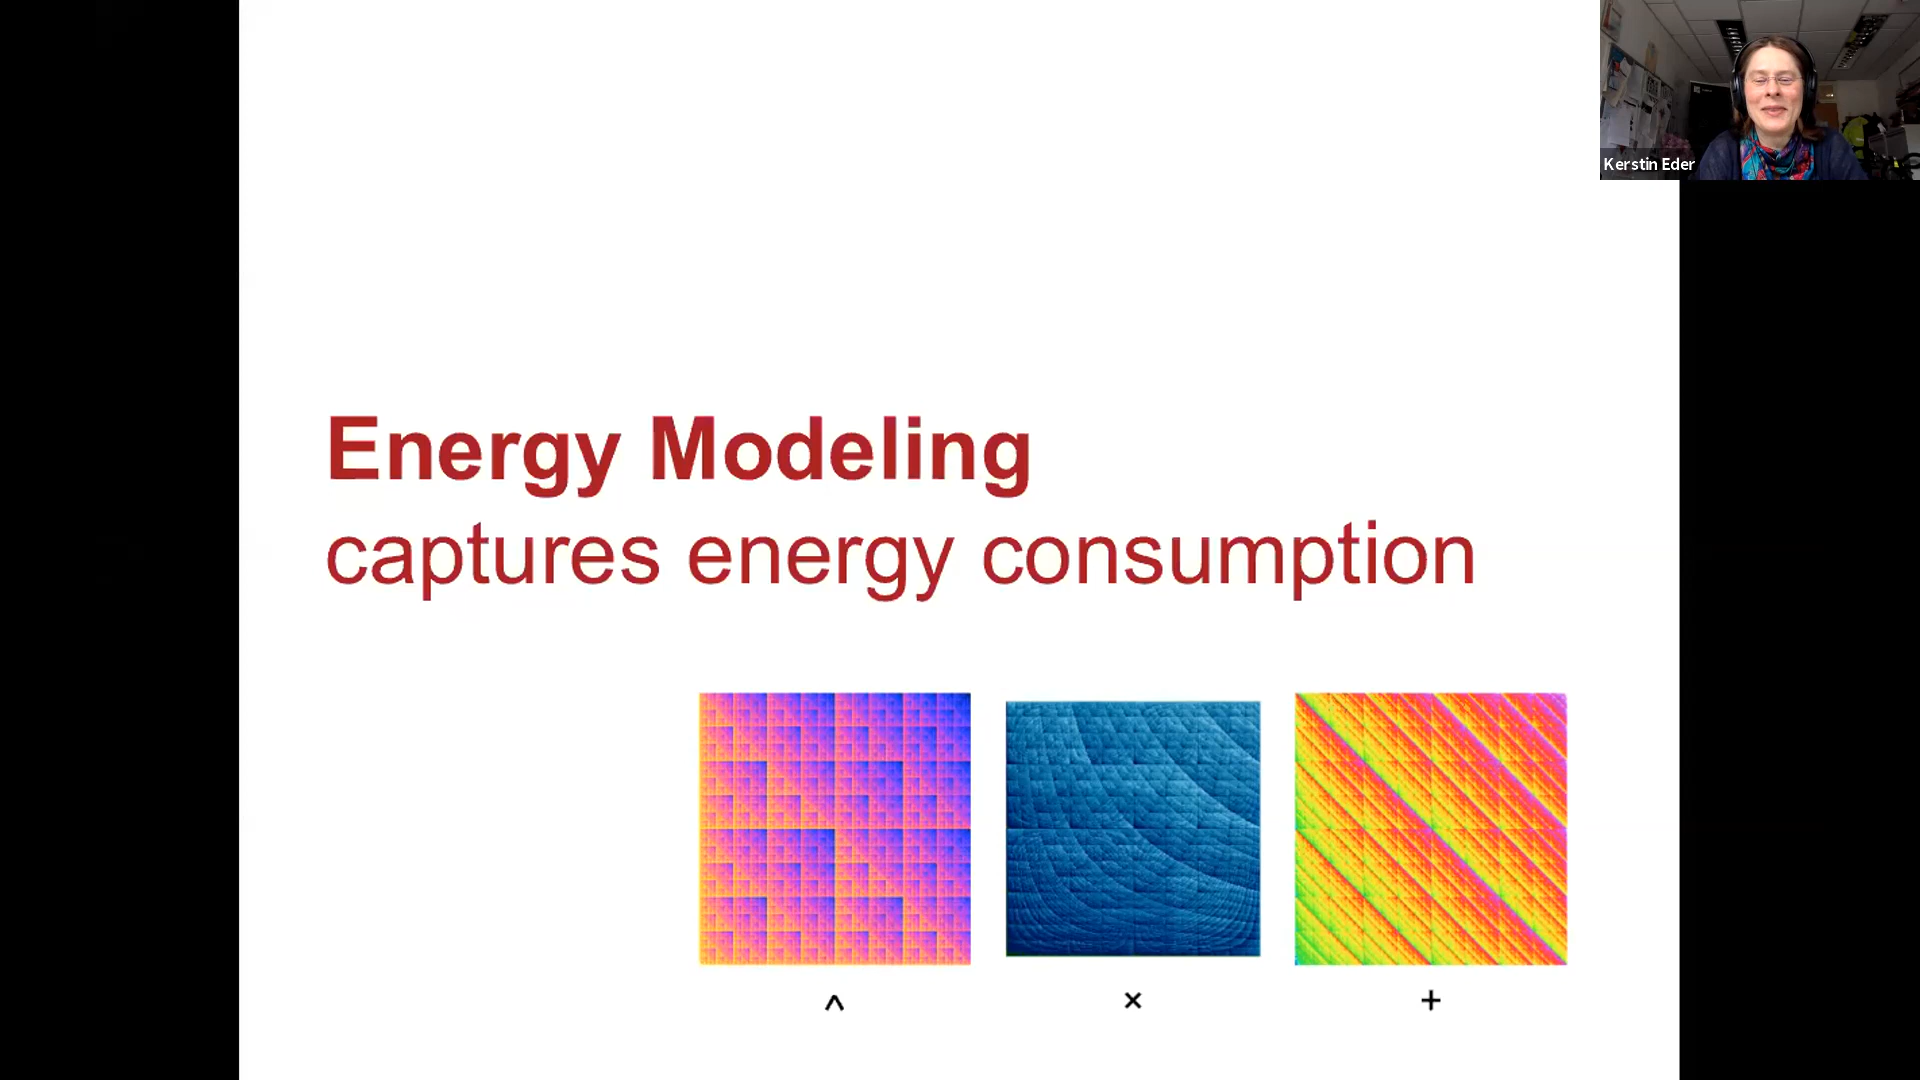 Kerstin Eder
Energy Modeling
captures energy consumption
^ × +